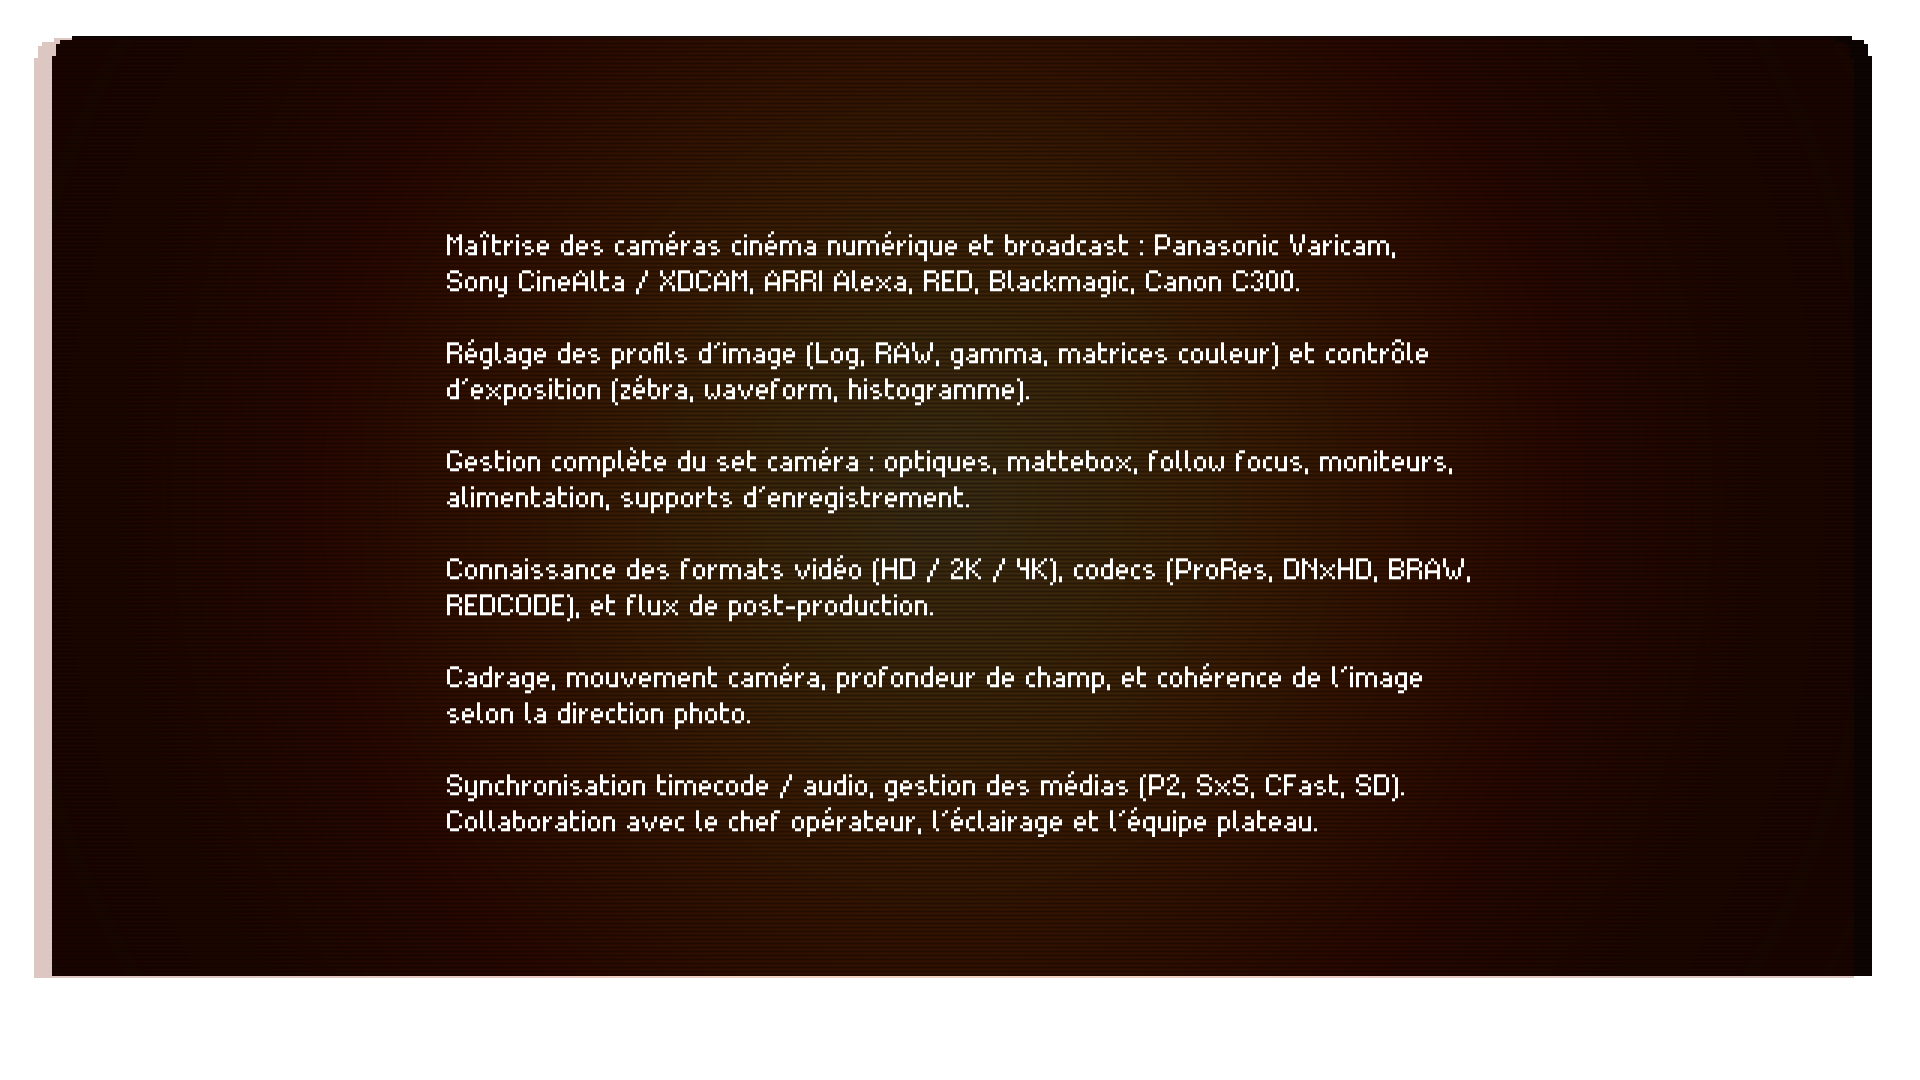 Maîtrise des caméras cinéma numérique et broadcast : Panasonic Varicam,
Sony CineAlta / XDCAM, ARRI Alexa, RED, Blackmagic, Canon C300.
Réglage des profils d'image (Log, RAW, gamma, matrices couleur) et contrôle
d'exposition (zébra, waveform, histogramme).
Gestion complète du set caméra : optiques, mattebox, follow focus, moniteurs,
alimentation, supports d'enregistrement.
Connaissance des formats vidéo (HD / 2K / 4K), codecs (ProRes, DNxHD, BRAW,
REDCODE), et flux de post-production.
Cadrage, mouvement caméra, profondeur de champ, et cohérence de l'image
selon la direction photo.
Synchronisation timecode / audio, gestion des médias (P2, SxS, CFast, SD).
Collaboration avec le chef opérateur, l'éclairage et l'équipe plateau.